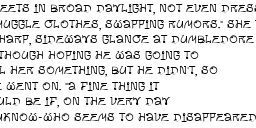 EETS IN BROAD DAYLIGHT, NOT EVEN DRESS
MUGGLE CLOTHES, SWAPPING RUMORS." SHE
HARP, SIDEWAYS GLANCE AT DUMBLEDORE
THOUGH HOPING HE WAS GOING TO
L HER SOMETHING, BUT HE DIDN'T, SO
E WENT ON. "A FINE THING IT
ULD BE IF, ON THE VERY DAY
UKNOW-WHO SEEMS TO HAVE DISAPPEARED